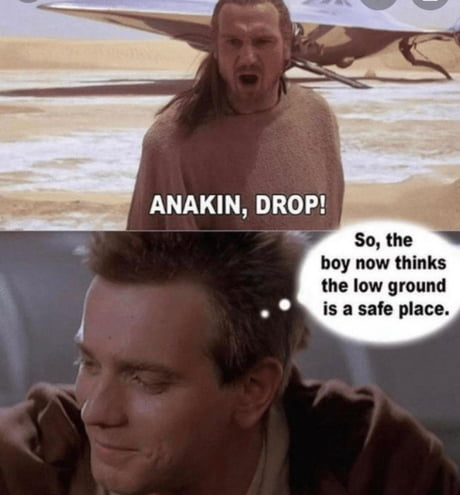 ANAKIN, DROP!
So, the
boy now thinks
the low ground
is a safe place.